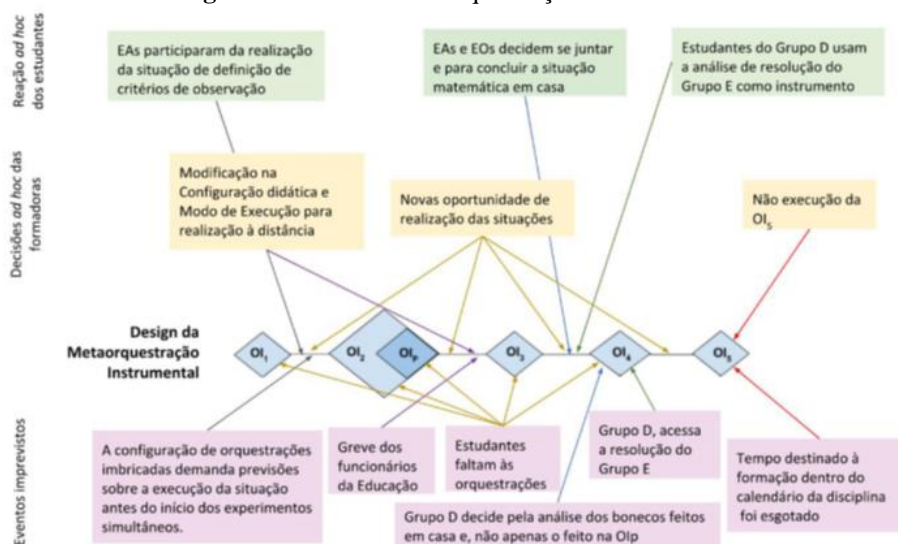 Reação ad hoc
dos estudantes
EAs participaram da realização
da situação de definição de
critérios de observação
EAs e EOs decidem se juntar
e para concluir a situação
matemática em casa
Estudantes do Grupo D usam
a análise de resolução do
Grupo E como instrumento
Decisões ad hoc das
formadoras
Modificação na
Configuração didática e
Modo de Execução para
realização à distância
Novas oportunidade de
realização das situações
Não execução da
OI5
Design da
Metaorquestração
Instrumental
OI1
OI2
OIP
OI3
OI4
OI5
Eventos imprevistos
A configuração de orquestrações
imbricadas demanda previsões
sobre a execução da situação
antes do início dos experimentos
simultâneos.
Greve dos
funcionários
da Educação
Estudantes
faltam às
orquestrações
Grupo D, acessa
a resolução do
Grupo E
Tempo destinado à
formação dentro do
calendário da disciplina
foi esgotado
Grupo D decide pela análise dos bonecos feitos
em casa e, não apenas o feito na OIp